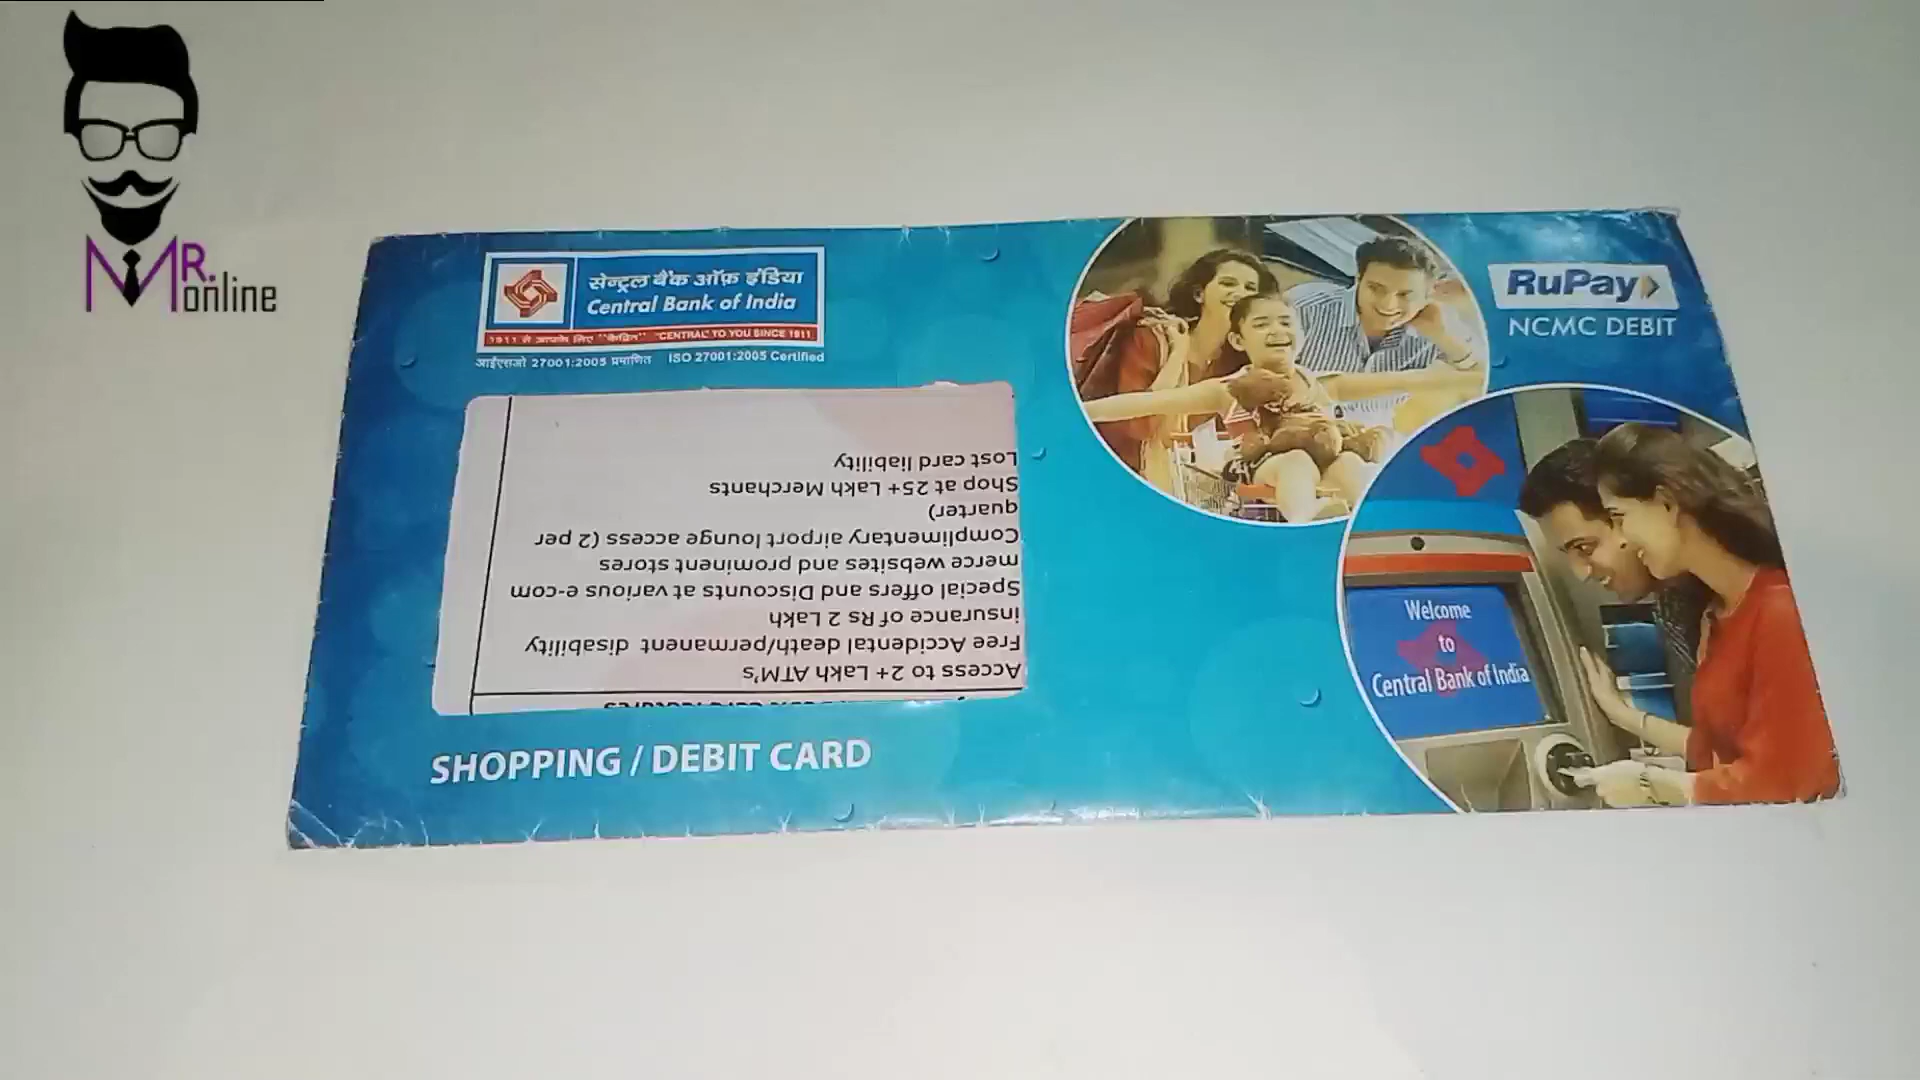 MR.
online
सेन्ट्रल बैंक ऑफ़ इंडिया
Central Bank of India
1911 से आपके लिए "केंद्रित" "CENTRAL" TO YOU SINCE 1911
आईएसओ 27001:2005 प्रमाणित ISO 27001:2005 Certified
RuPay
NCMC DEBIT
Access to 2+ Lakh ATM's
Free Accidental death/permanent disability
insurance of Rs 2 Lakh
Special offers and Discounts at various e-com
merce websites and prominent stores
Complimentary airport lounge access (2 per
quarter)
Shop at 25+ Lakh Merchants
Lost card liability
Welcome
to
Central Bank of India
SHOPPING / DEBIT CARD